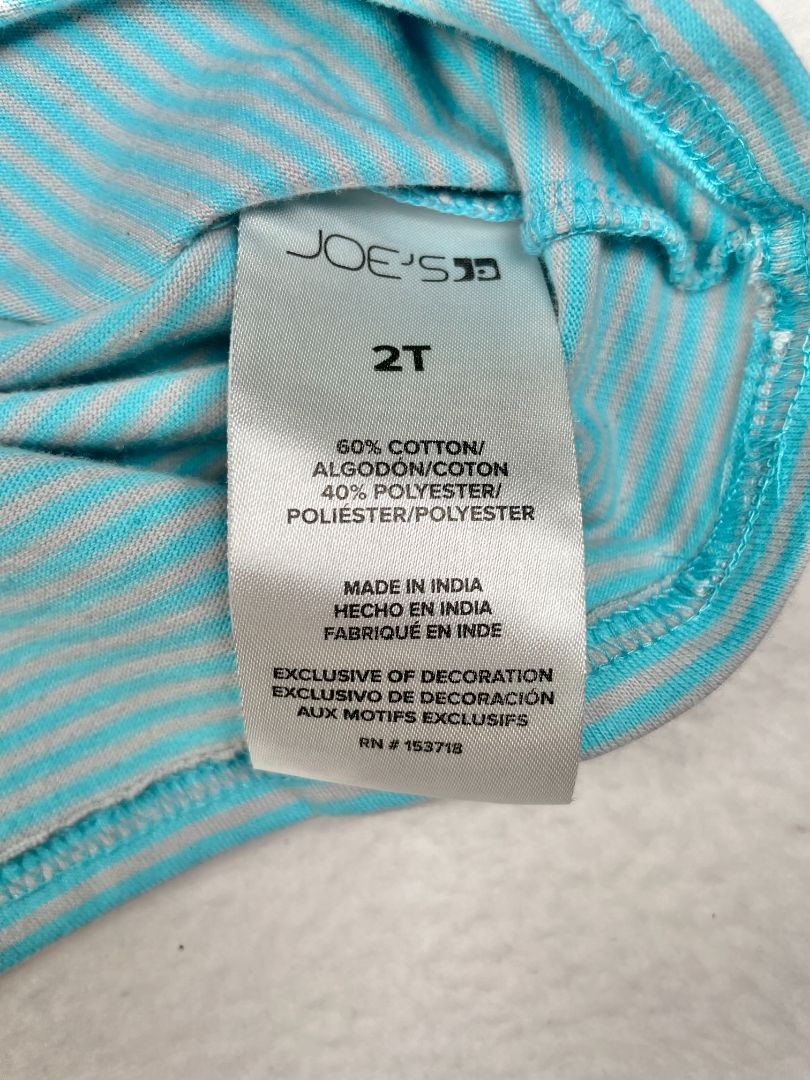 JOE'S
2T
60% COTTON/
ALGODÓN/COTON
40% POLYESTER/
POLIÉSTER/POLYESTER
MADE IN INDIA
HECHO EN INDIA
FABRIQUÉ EN INDE
EXCLUSIVE OF DECORATION
EXCLUSIVO DE DECORACIÓN
AUX MOTIFS EXCLUSIFS
RN # 153718